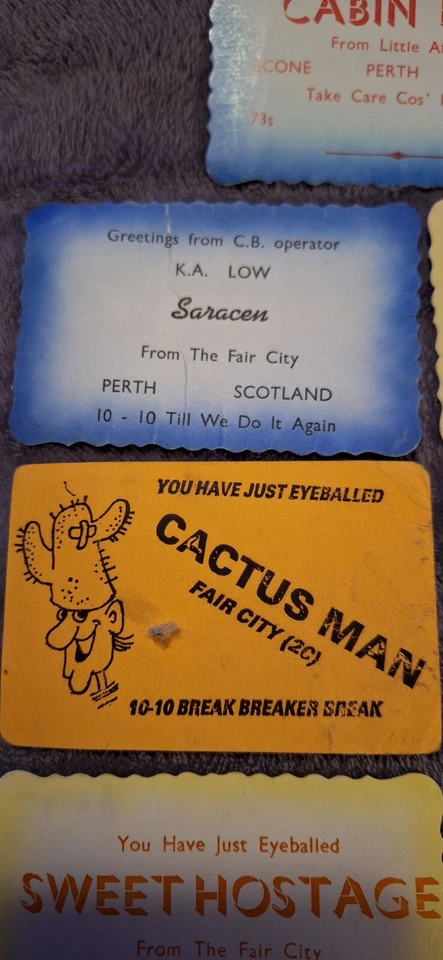 CABIN
From Little
SCONE PERTH
Take Care Cos'
73s
Greetings from C.B. operator
K.A. LOW
Saracen
From The Fair City
PERTH SCOTLAND
10 - 10 Till We Do It Again
YOU HAVE JUST EYEBALLED
CACTUS MAN
FAIR CITY (2C)
10-10 BREAK BREAKER BREAK
You Have Just Eyeballed
SWEET HOSTAGE
From The Fair City